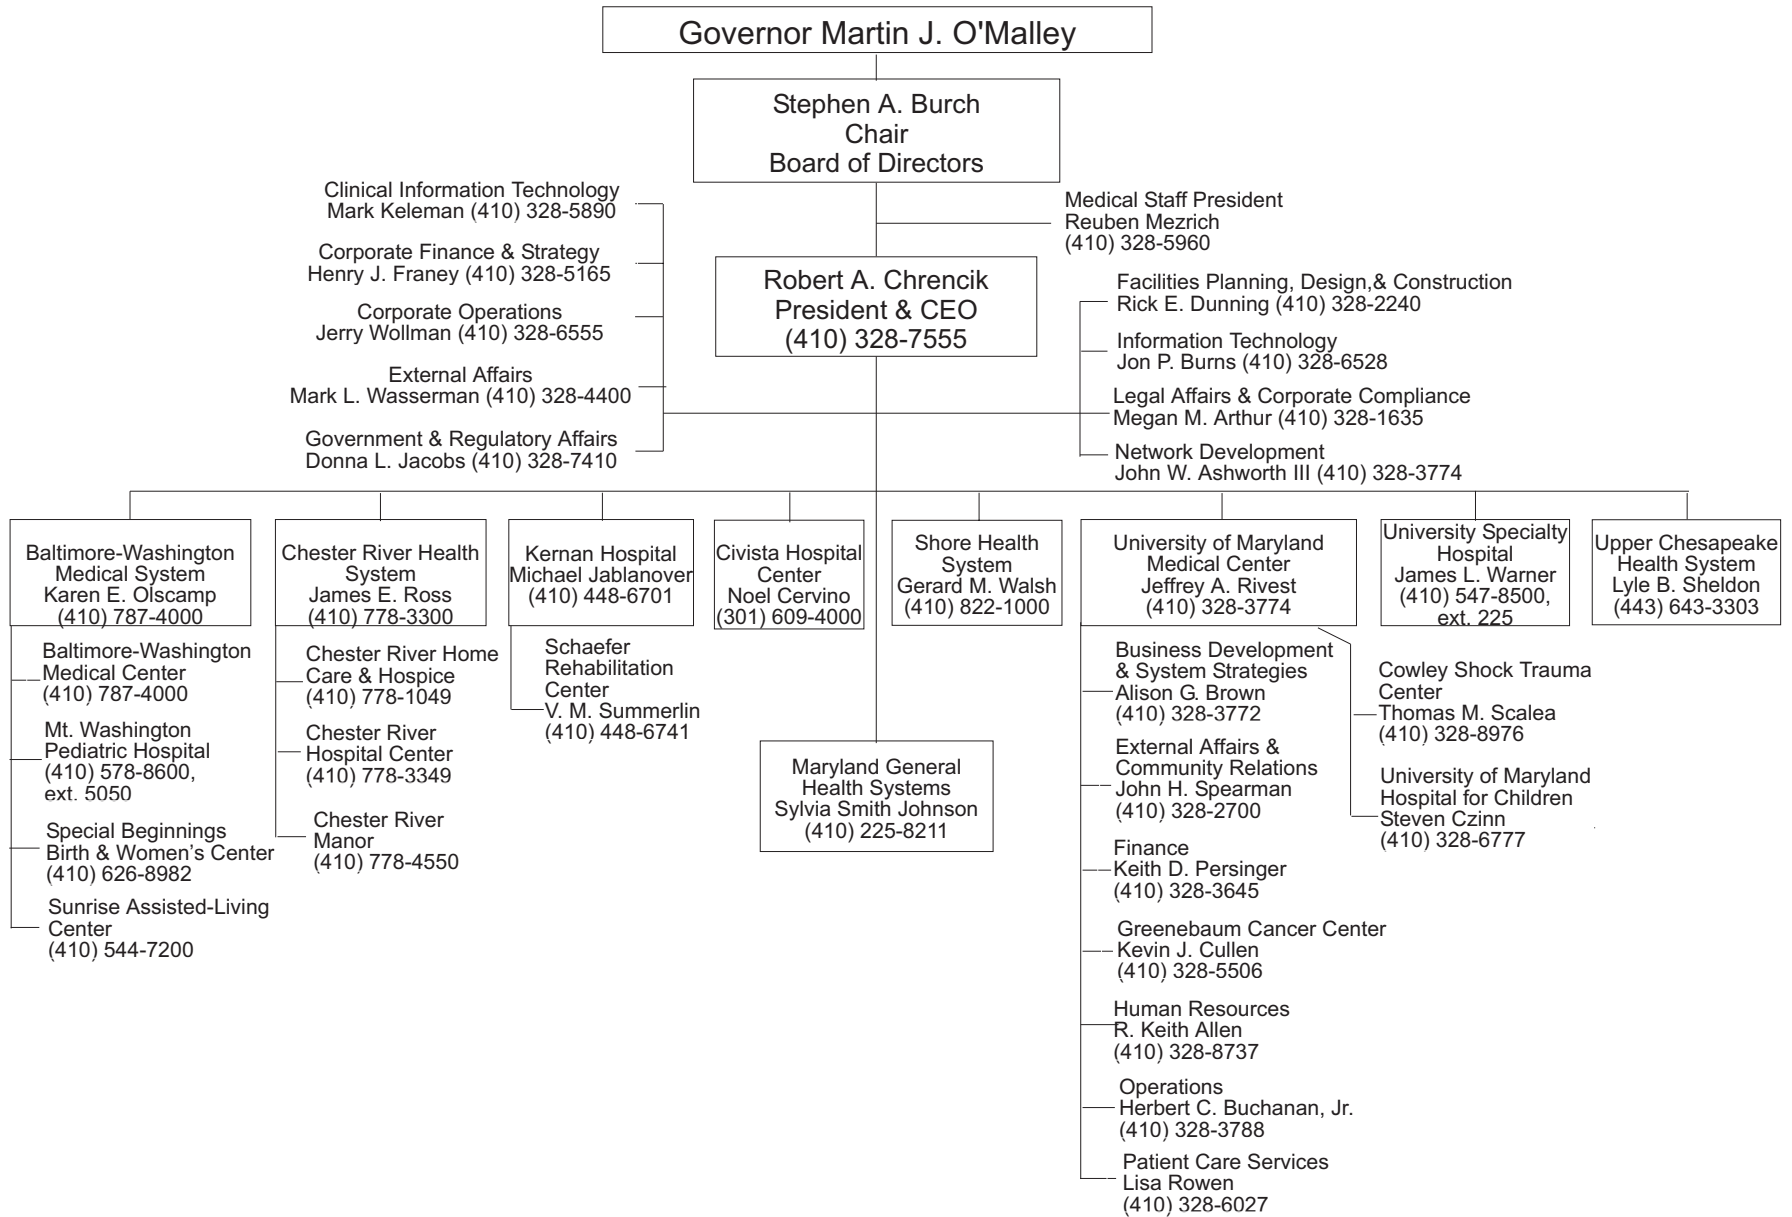 Governor Martin J. O'Malley
Stephen A. Burch
Chair
Board of Directors
Clinical Information Technology
Mark Keleman (410) 328-5890
Corporate Finance & Strategy
Henry J. Franey (410) 328-5165
Corporate Operations
Jerry Wollman (410) 328-6555
External Affairs
Mark L. Wasserman (410) 328-4400
Government & Regulatory Affairs
Donna L. Jacobs (410) 328-7410
Medical Staff President
Reuben Mezrich
(410) 328-5960
Robert A. Chrencik
President & CEO
(410) 328-7555
Facilities Planning, Design,& Construction
Rick E. Dunning (410) 328-2240
Information Technology
Jon P. Burns (410) 328-6528
Legal Affairs & Corporate Compliance
Megan M. Arthur (410) 328-1635
Network Development
John W. Ashworth III (410) 328-3774
Baltimore-Washington
Medical System
Karen E. Olscamp
(410) 787-4000
Baltimore-Washington
Medical Center
(410) 787-4000
Mt. Washington
Pediatric Hospital
(410) 578-8600,
ext. 5050
Special Beginnings
Birth & Women's Center
(410) 626-8982
Sunrise Assisted-Living
Center
(410) 544-7200
Chester River Health
System
James E. Ross
(410) 778-3300
Chester River Home
Care & Hospice
(410) 778-1049
Chester River
Hospital Center
(410) 778-3349
Chester River
Manor
(410) 778-4550
Kernan Hospital
Michael Jablanover
(410) 448-6701
Schaefer
Rehabilitation
Center
V. M. Summerlin
(410) 448-6741
Civista Hospital
Center
Noel Cervino
(301) 609-4000
Maryland General
Health Systems
Sylvia Smith Johnson
(410) 225-8211
Shore Health
System
Gerard M. Walsh
(410) 822-1000
University of Maryland
Medical Center
Jeffrey A. Rivest
(410) 328-3774
Business Development
& System Strategies
Alison G. Brown
(410) 328-3772
External Affairs &
Community Relations
John H. Spearman
(410) 328-2700
Finance
Keith D. Persinger
(410) 328-3645
Greenebaum Cancer Center
Kevin J. Cullen
(410) 328-5506
Human Resources
R. Keith Allen
(410) 328-8737
Operations
Herbert C. Buchanan, Jr.
(410) 328-3788
Patient Care Services
Lisa Rowen
(410) 328-6027
Cowley Shock Trauma
Center
Thomas M. Scalea
(410) 328-8976
University of Maryland
Hospital for Children
Steven Czinn
(410) 328-6777
University Specialty
Hospital
James L. Warner
(410) 547-8500,
ext. 225
Upper Chesapeake
Health System
Lyle B. Sheldon
(443) 643-3303